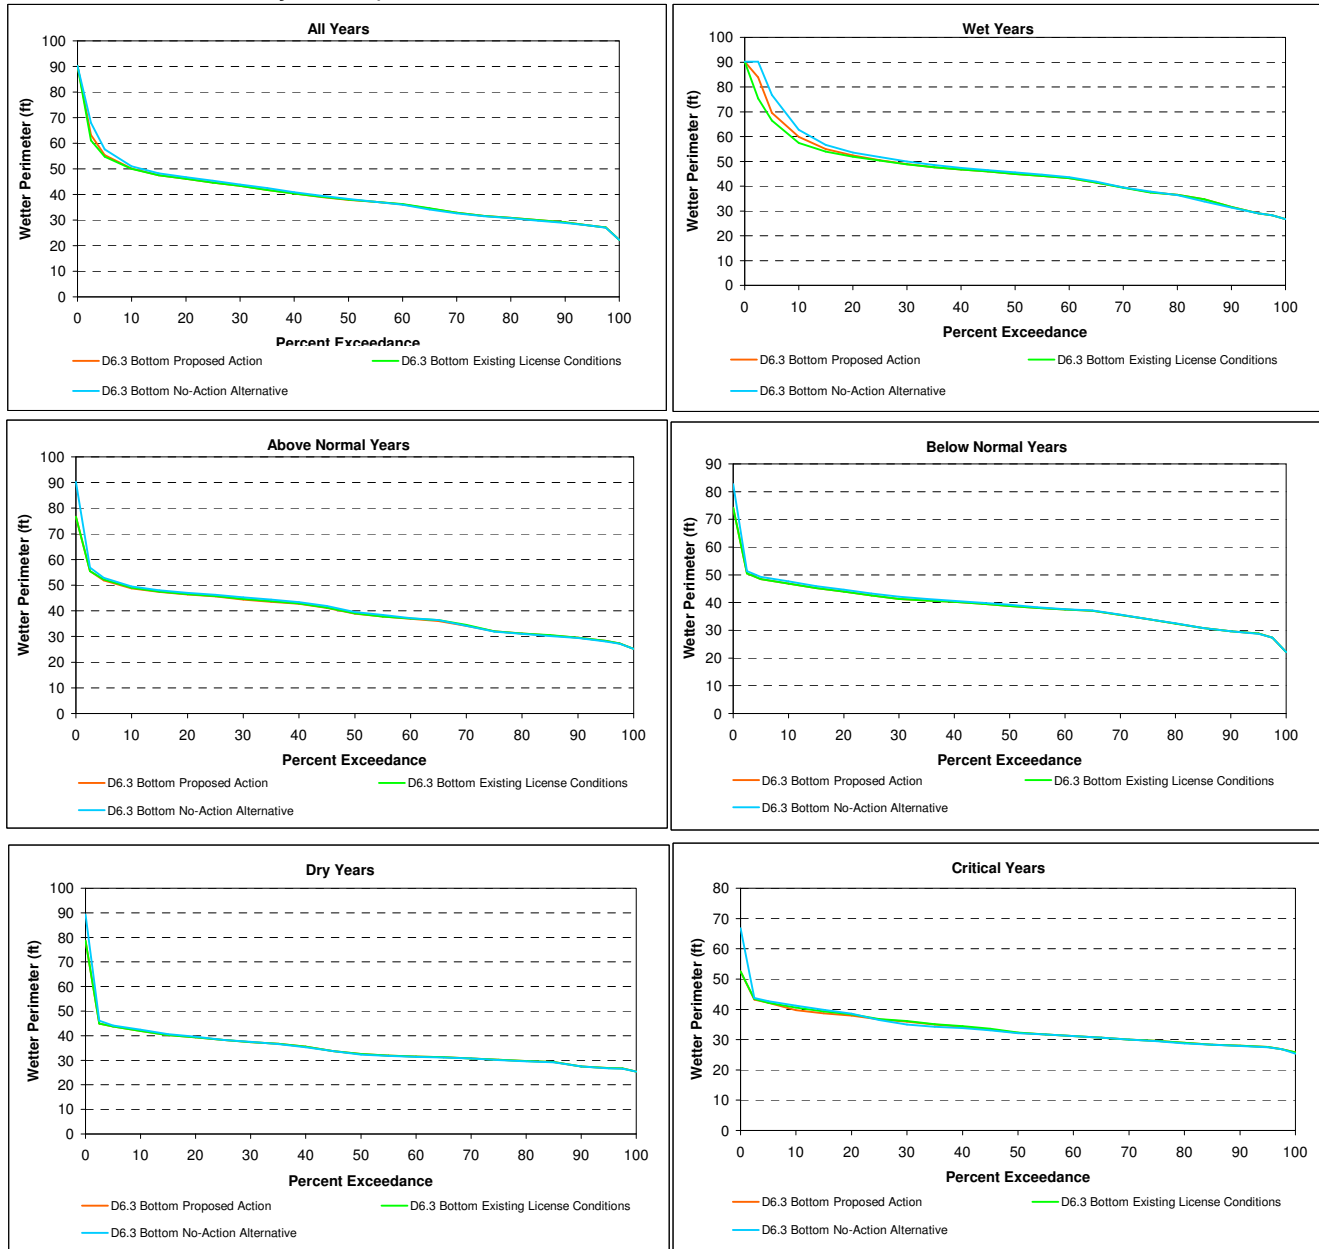 All Years
Wetter Perimeter (ft)
100
90
80
70
60
50
40
30
20
10
0
0 10 20 30 40 50 60 70 80 90 100
Percent Exceedance
D6.3 Bottom Proposed Action
D6.3 Bottom Existing License Conditions
D6.3 Bottom No-Action Alternative
Wet Years
Wetter Perimeter (ft)
100
90
80
70
60
50
40
30
20
10
0
0 10 20 30 40 50 60 70 80 90 100
Percent Exceedance
D6.3 Bottom Proposed Action
D6.3 Bottom Existing License Conditions
D6.3 Bottom No-Action Alternative
Above Normal Years
Wetter Perimeter (ft)
100
90
80
70
60
50
40
30
20
10
0
0 10 20 30 40 50 60 70 80 90 100
Percent Exceedance
D6.3 Bottom Proposed Action
D6.3 Bottom Existing License Conditions
D6.3 Bottom No-Action Alternative
Below Normal Years
Wetter Perimeter (ft)
90
80
70
60
50
40
30
20
10
0
0 10 20 30 40 50 60 70 80 90 100
Percent Exceedance
D6.3 Bottom Proposed Action
D6.3 Bottom Existing License Conditions
D6.3 Bottom No-Action Alternative
Dry Years
Wetter Perimeter (ft)
100
90
80
70
60
50
40
30
20
10
0
0 10 20 30 40 50 60 70 80 90 100
Percent Exceedance
D6.3 Bottom Proposed Action
D6.3 Bottom Existing License Conditions
D6.3 Bottom No-Action Alternative
Critical Years
Wetter Perimeter (ft)
80
70
60
50
40
30
20
10
0
0 10 20 30 40 50 60 70 80 90 100
Percent Exceedance
D6.3 Bottom Proposed Action
D6.3 Bottom Existing License Conditions
D6.3 Bottom No-Action Alternative